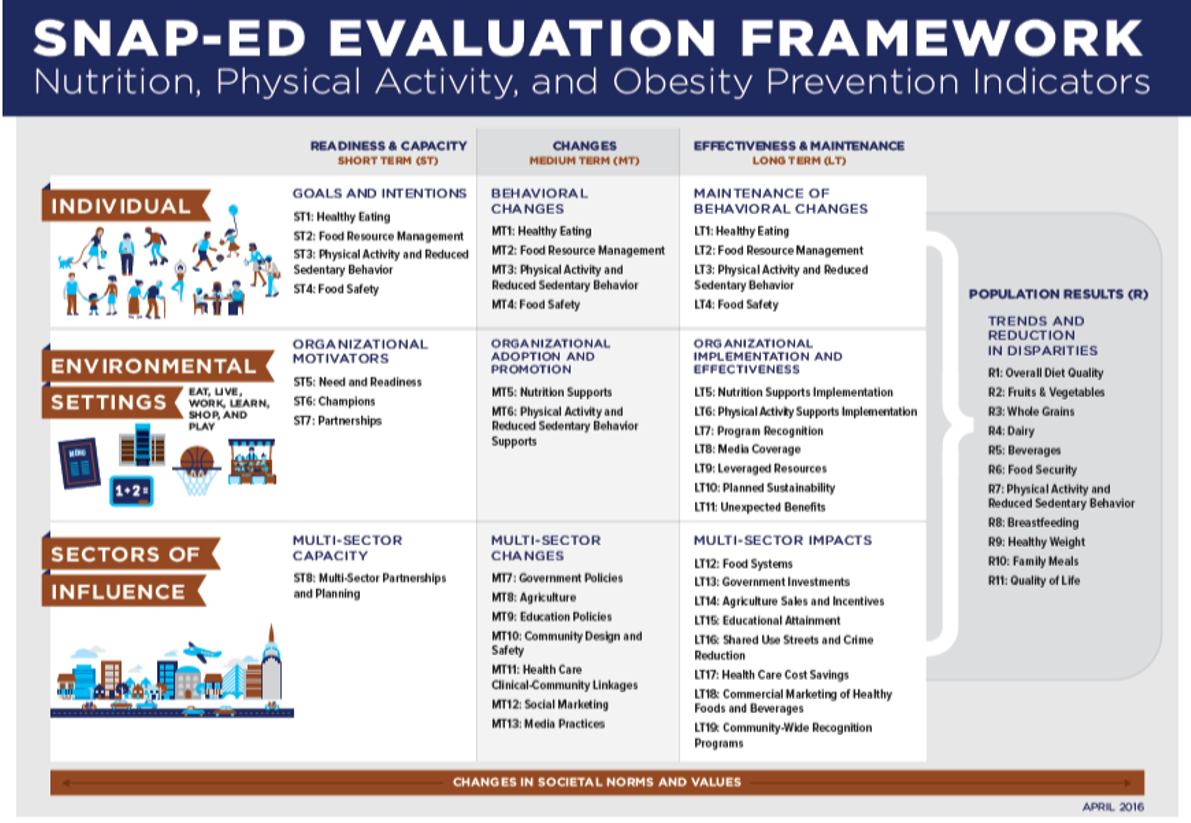 SNAP-ED EVALUATION FRAMEWORK
Nutrition, Physical Activity, and Obesity Prevention Indicators
READINESS & CAPACITY
SHORT TERM (ST)
CHANGES
MEDIUM TERM (MT)
EFFECTIVENESS & MAINTENANCE
LONG TERM (LT)
INDIVIDUAL
GOALS AND INTENTIONS
ST1: Healthy Eating
ST2: Food Resource Management
ST3: Physical Activity and Reduced
Sedentary Behavior
ST4: Food Safety
BEHAVIORAL
CHANGES
MT1: Healthy Eating
MT2: Food Resource Management
MT3: Physical Activity and
Reduced Sedentary Behavior
MT4: Food Safety
MAINTENANCE OF
BEHAVIORAL CHANGES
LT1: Healthy Eating
LT2: Food Resource Management
LT3: Physical Activity and Reduced
Sedentary Behavior
LT4: Food Safety
ENVIRONMENTAL
SETTINGS
EAT, LIVE,
WORK, LEARN,
SHOP, AND
PLAY
MENU
1+2=
ORGANIZATIONAL
MOTIVATORS
ST5: Need and Readiness
ST6: Champions
ST7: Partnerships
ORGANIZATIONAL
ADOPTION AND
PROMOTION
MT5: Nutrition Supports
MT6: Physical Activity and
Reduced Sedentary Behavior
Supports
ORGANIZATIONAL
IMPLEMENTATION AND
EFFECTIVENESS
LT5: Nutrition Supports Implementation
LT6: Physical Activity Supports Implementation
LT7: Program Recognition
LT8: Media Coverage
LT9: Leveraged Resources
LT10: Planned Sustainability
LT11: Unexpected Benefits
SECTORS OF
INFLUENCE
MULTI-SECTOR
CAPACITY
ST8: Multi-Sector Partnerships
and Planning
MULTI-SECTOR
CHANGES
MT7: Government Policies
MT8: Agriculture
MT9: Education Policies
MT10: Community Design and
Safety
MT11: Health Care
Clinical-Community Linkages
MT12: Social Marketing
MT13: Media Practices
MULTI-SECTOR IMPACTS
LT12: Food Systems
LT13: Government Investments
LT14: Agriculture Sales and Incentives
LT15: Educational Attainment
LT16: Shared Use Streets and Crime
Reduction
LT17: Health Care Cost Savings
LT18: Commercial Marketing of Healthy
Foods and Beverages
LT19: Community-Wide Recognition
Programs
POPULATION RESULTS (R)
TRENDS AND
REDUCTION
IN DISPARITIES
R1: Overall Diet Quality
R2: Fruits & Vegetables
R3: Whole Grains
R4: Dairy
R5: Beverages
R6: Food Security
R7: Physical Activity and
Reduced Sedentary Behavior
R8: Breastfeeding
R9: Healthy Weight
R10: Family Meals
R11: Quality of Life
CHANGES IN SOCIETAL NORMS AND VALUES
APRIL 2016